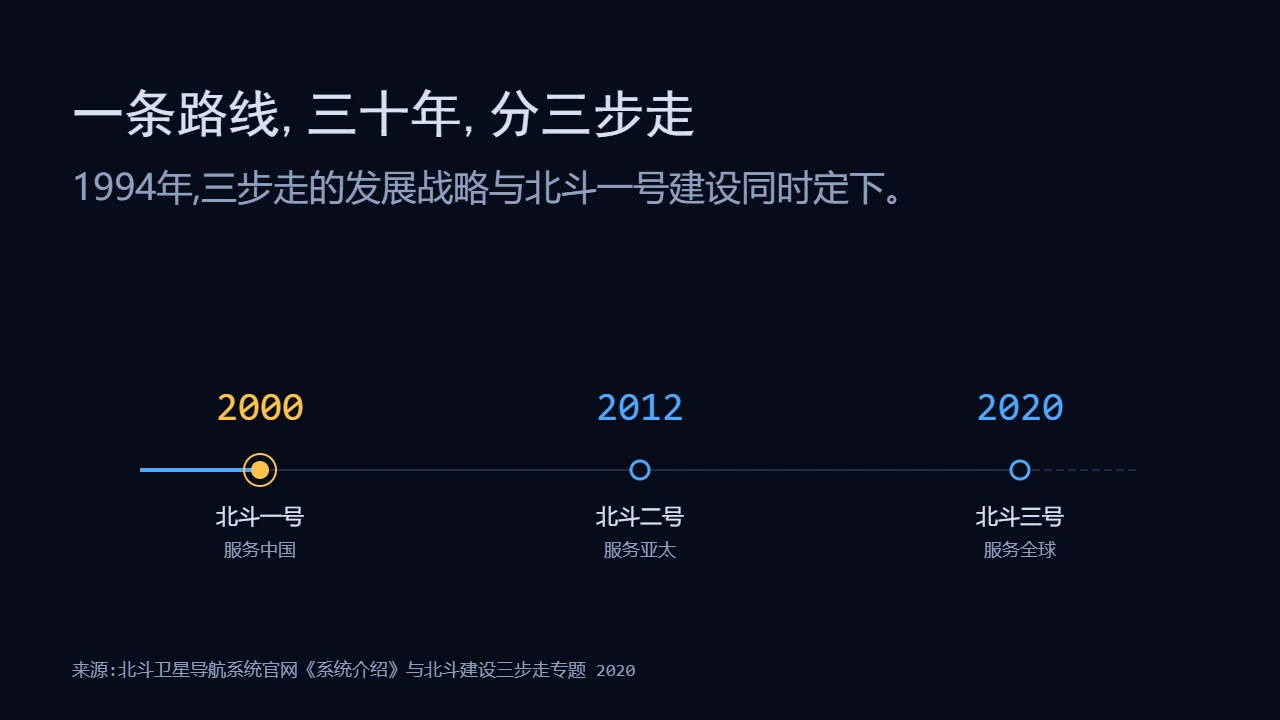 一条路线, 三十年, 分三步走
1994年,三步走的发展战略与北斗一号建设同时定下。
2000
2012
2020
北斗一号
北斗二号
北斗三号
服务中国
服务亚太
服务全球
来源:北斗卫星导航系统官网《系统介绍》与北斗建设三步走专题 2020